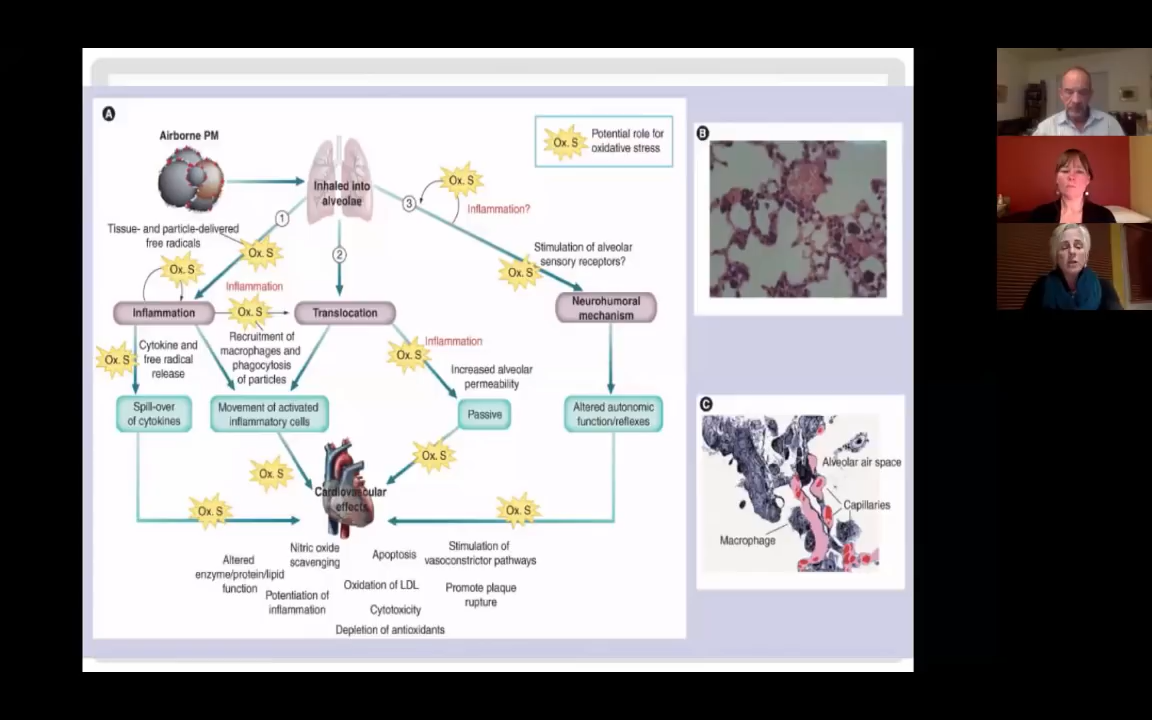 A
Airborne PM
Inhaled into
alveolae
Ox. S
Potential role for
oxidative stress
1
2
3
Ox. S
Inflammation?
Tissue- and particle-delivered
free radicals
Ox. S
Ox. S
Stimulation of alveolar
sensory receptors?
Ox. S
Inflammation
Inflammation
Ox. S
Translocation
Neurohumoral
mechanism
Recruitment of
macrophages and
phagocytosis
of particles
Cytokine and
free radical
release
Ox. S
Inflammation
Ox. S
Increased alveolar
permeability
Spill-over
of cytokines
Movement of activated
inflammatory cells
Passive
Altered autonomic
function/reflexes
Ox. S
Ox. S
Cardiovascular
effects
Ox. S
Ox. S
Altered
enzyme/protein/lipid
function
Nitric oxide
scavenging
Apoptosis
Stimulation of
vasoconstrictor pathways
Potentiation of
inflammation
Oxidation of LDL
Promote plaque
rupture
Cytotoxicity
Depletion of antioxidants
B
C
Alveolar air space
Capillaries
Macrophage